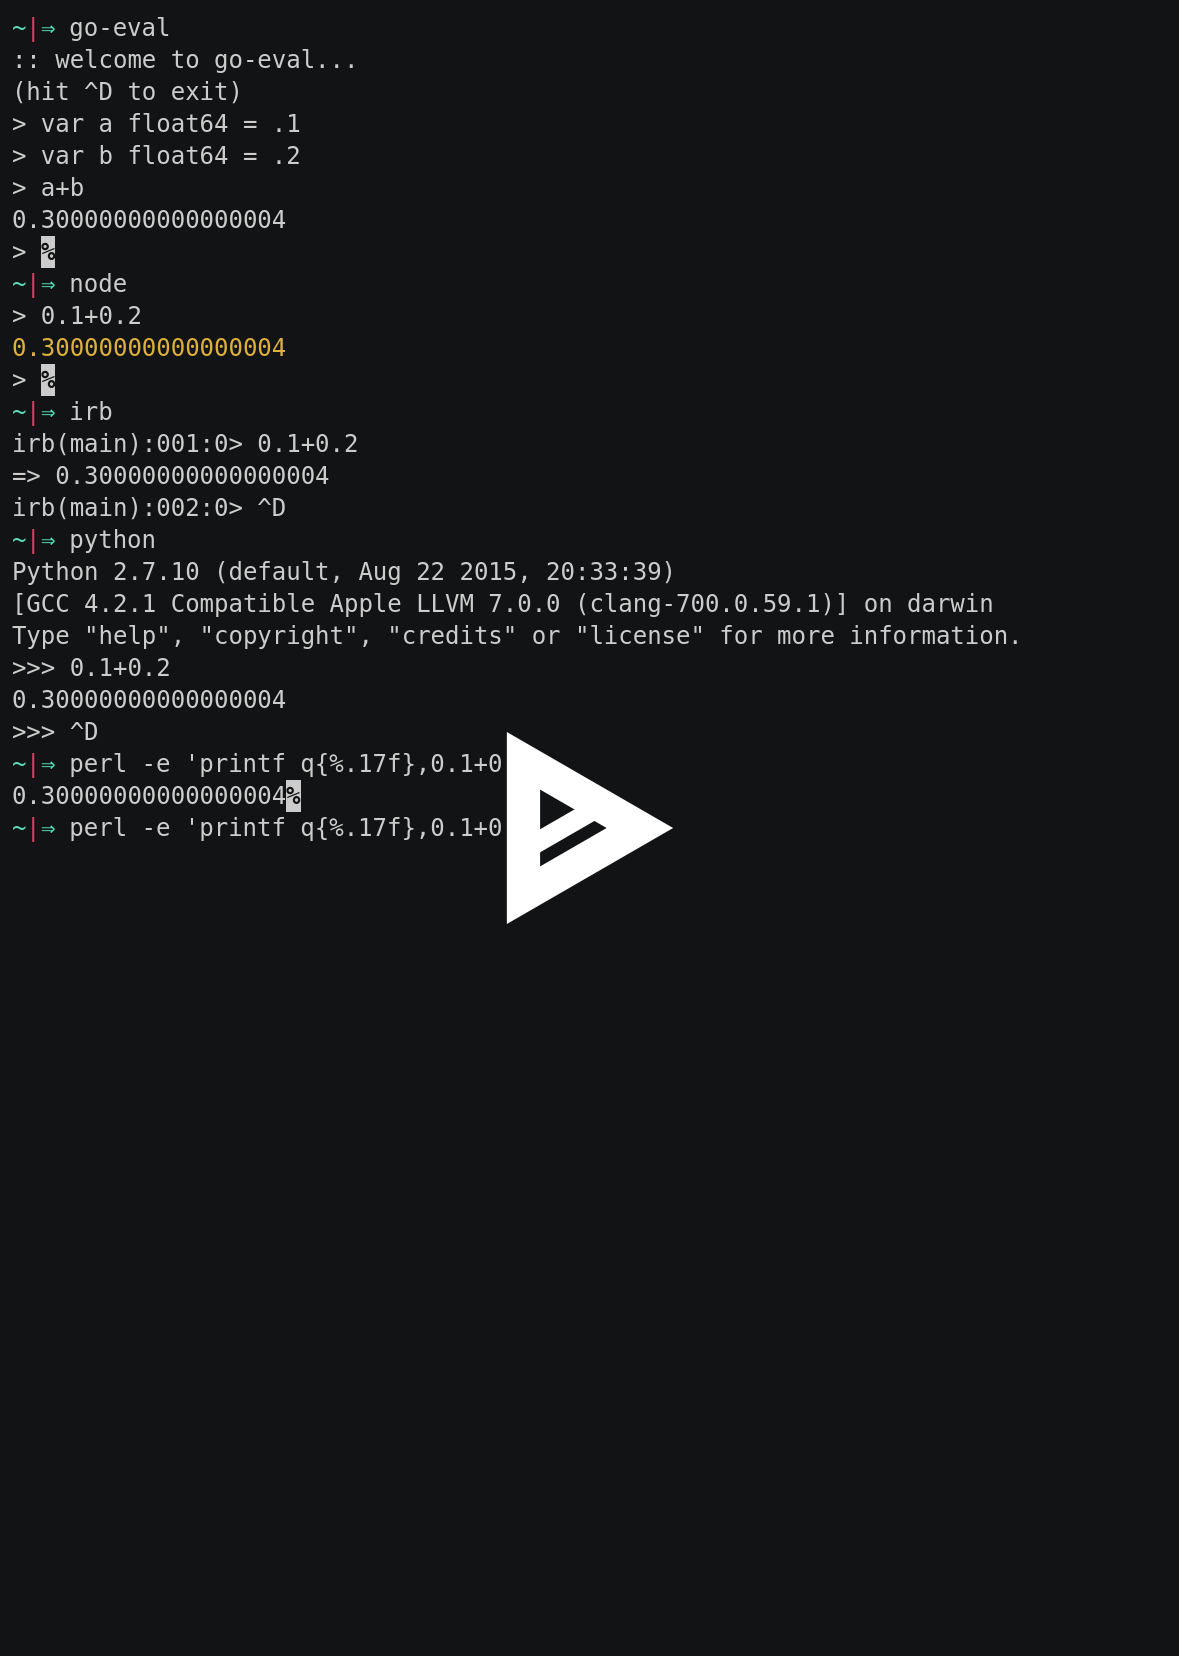 ~|⇒ go-eval
:: welcome to go-eval...
(hit ^D to exit)
> var a float64 = .1
> var b float64 = .2
> a+b
0.30000000000000004
> %
~|⇒ node
> 0.1+0.2
0.30000000000000004
> %
~|⇒ irb
irb(main):001:0> 0.1+0.2
=> 0.30000000000000004
irb(main):002:0> ^D
~|⇒ python
Python 2.7.10 (default, Aug 22 2015, 20:33:39)
[GCC 4.2.1 Compatible Apple LLVM 7.0.0 (clang-700.0.59.1)] on darwin
Type "help", "copyright", "credits" or "license" for more information.
>>> 0.1+0.2
0.30000000000000004
>>> ^D
~|⇒ perl -e 'printf q{%.17f},0.1+0
0.30000000000000004%
~|⇒ perl -e 'printf q{%.17f},0.1+0